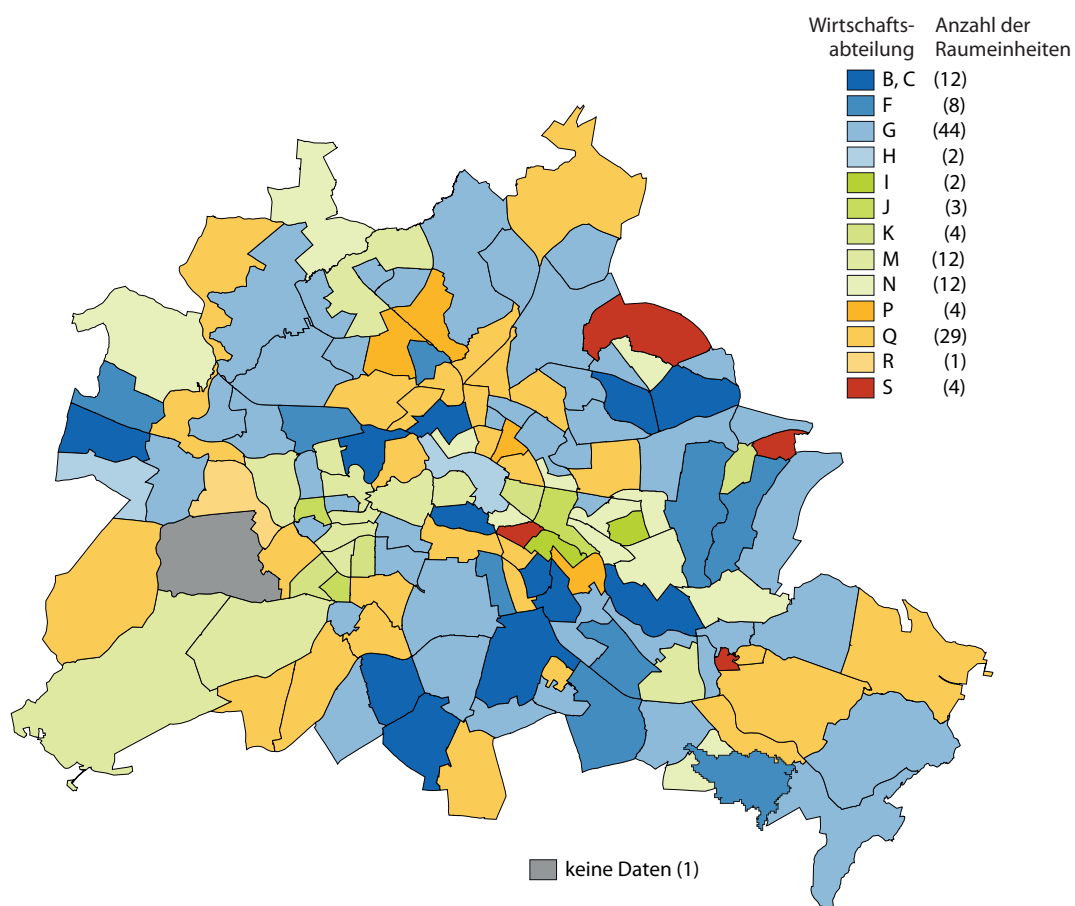 Wirtschafts- Anzahl der
abteilung Raumeinheiten
B, C (12)
F (8)
G (44)
H (2)
I (2)
J (3)
K (4)
M (12)
N (12)
P (4)
Q (29)
R (1)
S (4)
keine Daten (1)